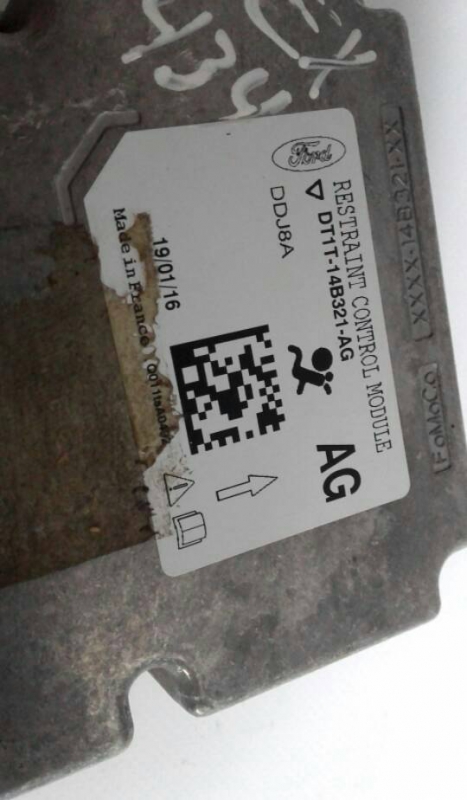 Ford
RESTRAINT CONTROL MODULE
DT1T-14B321-AG
DDJ8A
AG
19/01/16
Made in France
XXXX-14B321-XX
FoMoCo
434